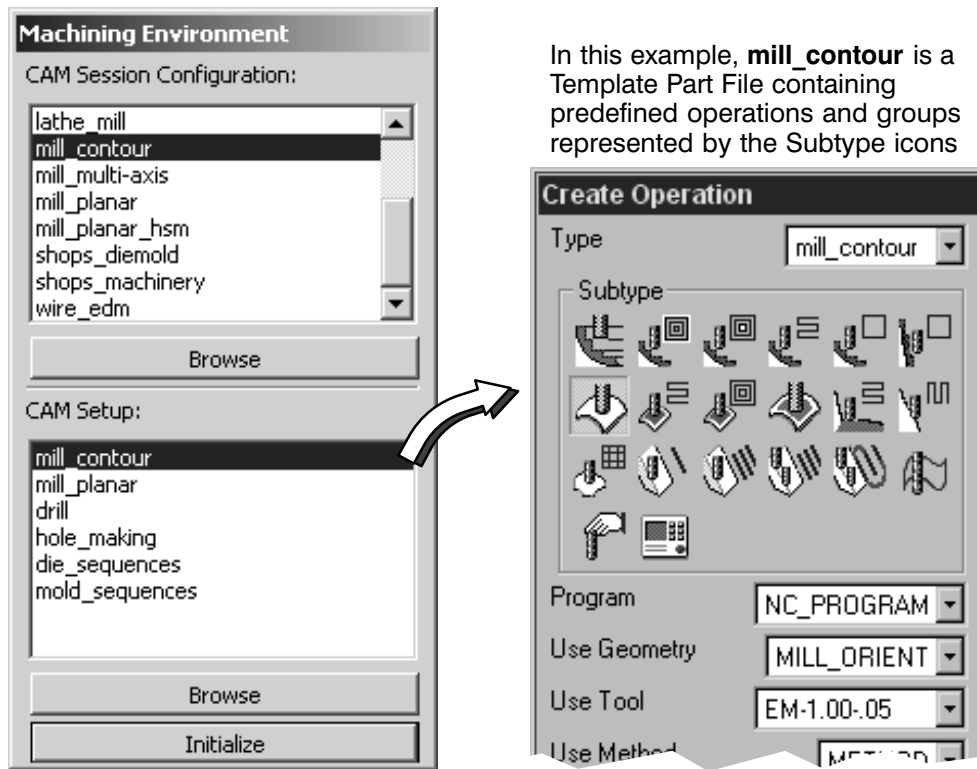 Machining Environment
CAM Session Configuration:
lathe_mill
mill_contour
mill_multi-axis
mill_planar
mill_planar_hsm
shops_diemold
shops_machinery
wire_edm
Browse
CAM Setup:
mill_contour
mill_planar
drill
hole_making
die_sequences
mold_sequences
Browse
Initialize
In this example, mill_contour is a
Template Part File containing
predefined operations and groups
represented by the Subtype icons
Create Operation
Type mill_contour
Subtype
Program NC_PROGRAM
Use Geometry MILL_ORIENT
Use Tool EM-1.00-.05
Use Method